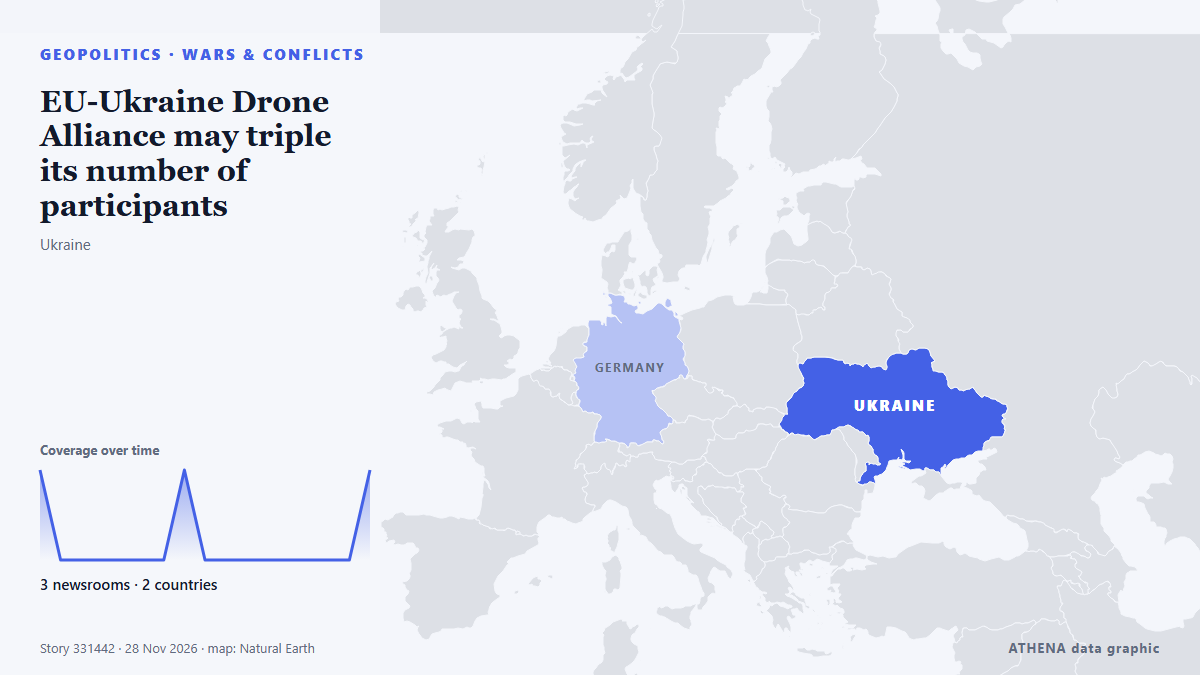 GEOPOLITICS · WARS & CONFLICTS
EU-Ukraine Drone
Alliance may triple
its number of
participants
Ukraine
GERMANY
UKRAINE
Coverage over time
3 newsrooms · 2 countries
Story 331442 · 28 Nov 2026 · map: Natural Earth
ATHENA data graphic